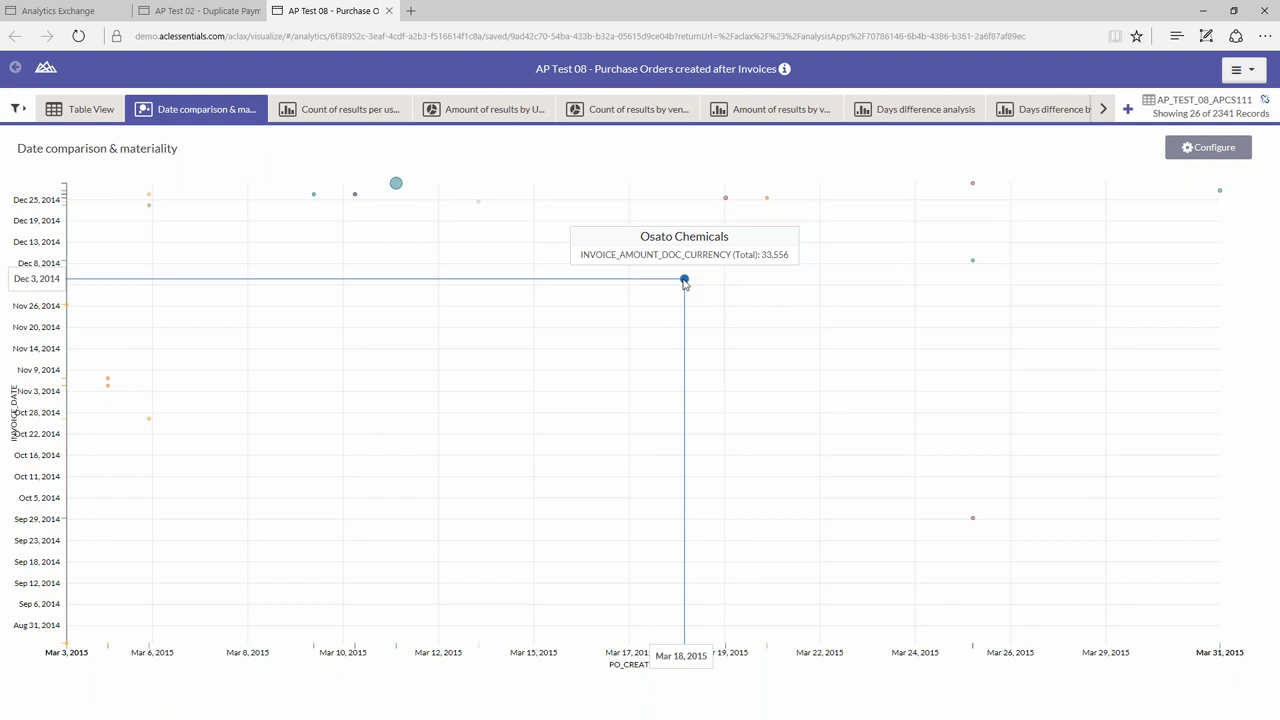 Analytics Exchange
AP Test 02 - Duplicate Paym
AP Test 08 - Purchase O
demo.aclessentials.com/aclax/visualize/#/analytics/6f38952c-3eaf-4cdf-a2b3-f516614f1c8a/saved/9ad42c70-54ba-433b-b32a-05615d9ce04b?returnUrl=%2Faclax%2F%23%2FanalysisApps%2F70786146-6b4b-4386-b361-2a6f87af89ec
AP Test 08 - Purchase Orders created after Invoices
Table View
Date comparison & ma...
Count of results per us...
Amount of results by U...
Count of results by ven...
Amount of results by v...
Days difference analysis
Days difference b
AP_TEST_08_APCS111
Showing 26 of 2341 Records
Date comparison & materiality
Configure
Dec 25, 2014
Dec 19, 2014
Dec 13, 2014
Dec 8, 2014
Dec 3, 2014
Nov 26, 2014
Nov 20, 2014
Nov 14, 2014
Nov 9, 2014
Nov 3, 2014
Oct 28, 2014
Oct 22, 2014
Oct 16, 2014
Oct 11, 2014
Oct 5, 2014
Sep 29, 2014
Sep 23, 2014
Sep 18, 2014
Sep 12, 2014
Sep 6, 2014
Aug 31, 2014
INVOICE_DATE
Osato Chemicals
INVOICE_AMOUNT_DOC_CURRENCY (Total): 33,556
Mar 3, 2015
Mar 6, 2015
Mar 8, 2015
Mar 10, 2015
Mar 12, 2015
Mar 15, 2015
Mar 17, 201
Mar 18, 2015
r 19, 2015
Mar 22, 2015
Mar 24, 2015
Mar 26, 2015
Mar 29, 2015
Mar 31, 2015
PO_CREAT